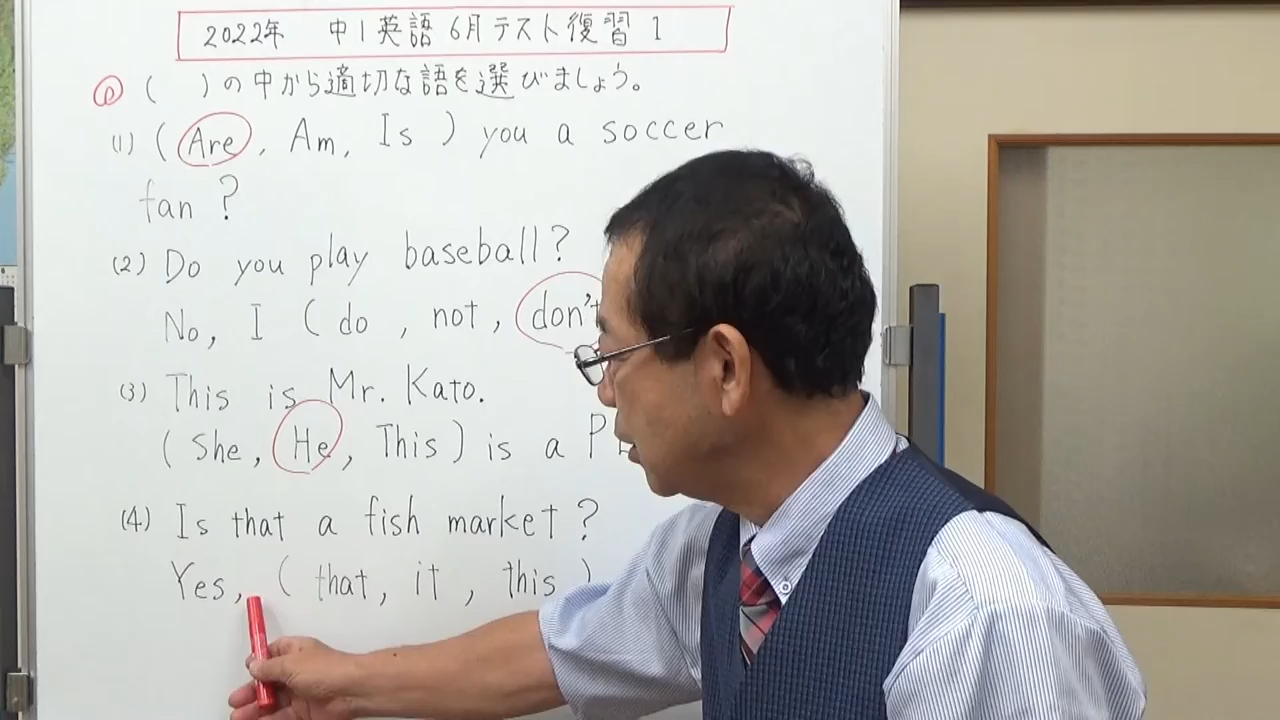 2022年 中1英語 6月テスト復習 1
( )の中から適切な語を選びましょう。
(1) ( Are, Am, Is ) you a soccer
fan ?
(2) Do you play baseball?
No, I ( do , not, don't
(3) This is Mr. Kato.
( She, He, This ) is a P
(4) Is that a fish market ?
Yes, ( that, it , this )